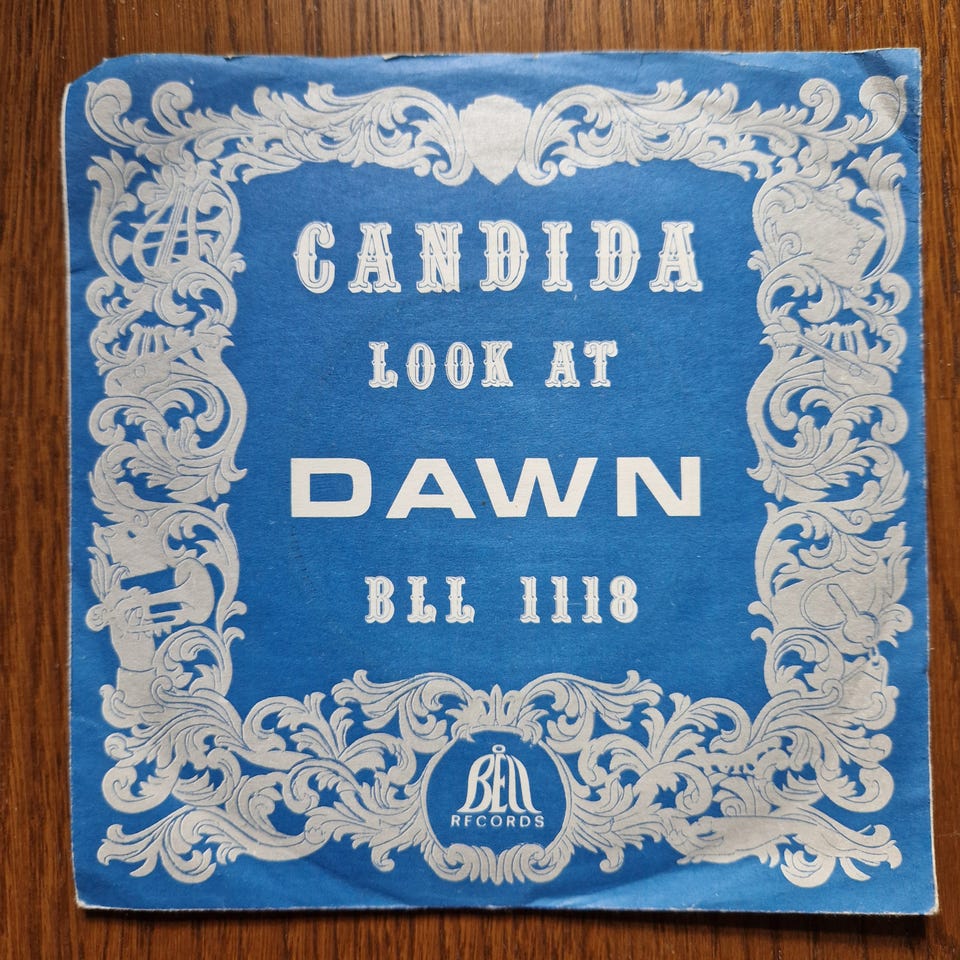 CANDIDA
LOOK AT
DAWN
BLL 1118
BELL
RECORDS